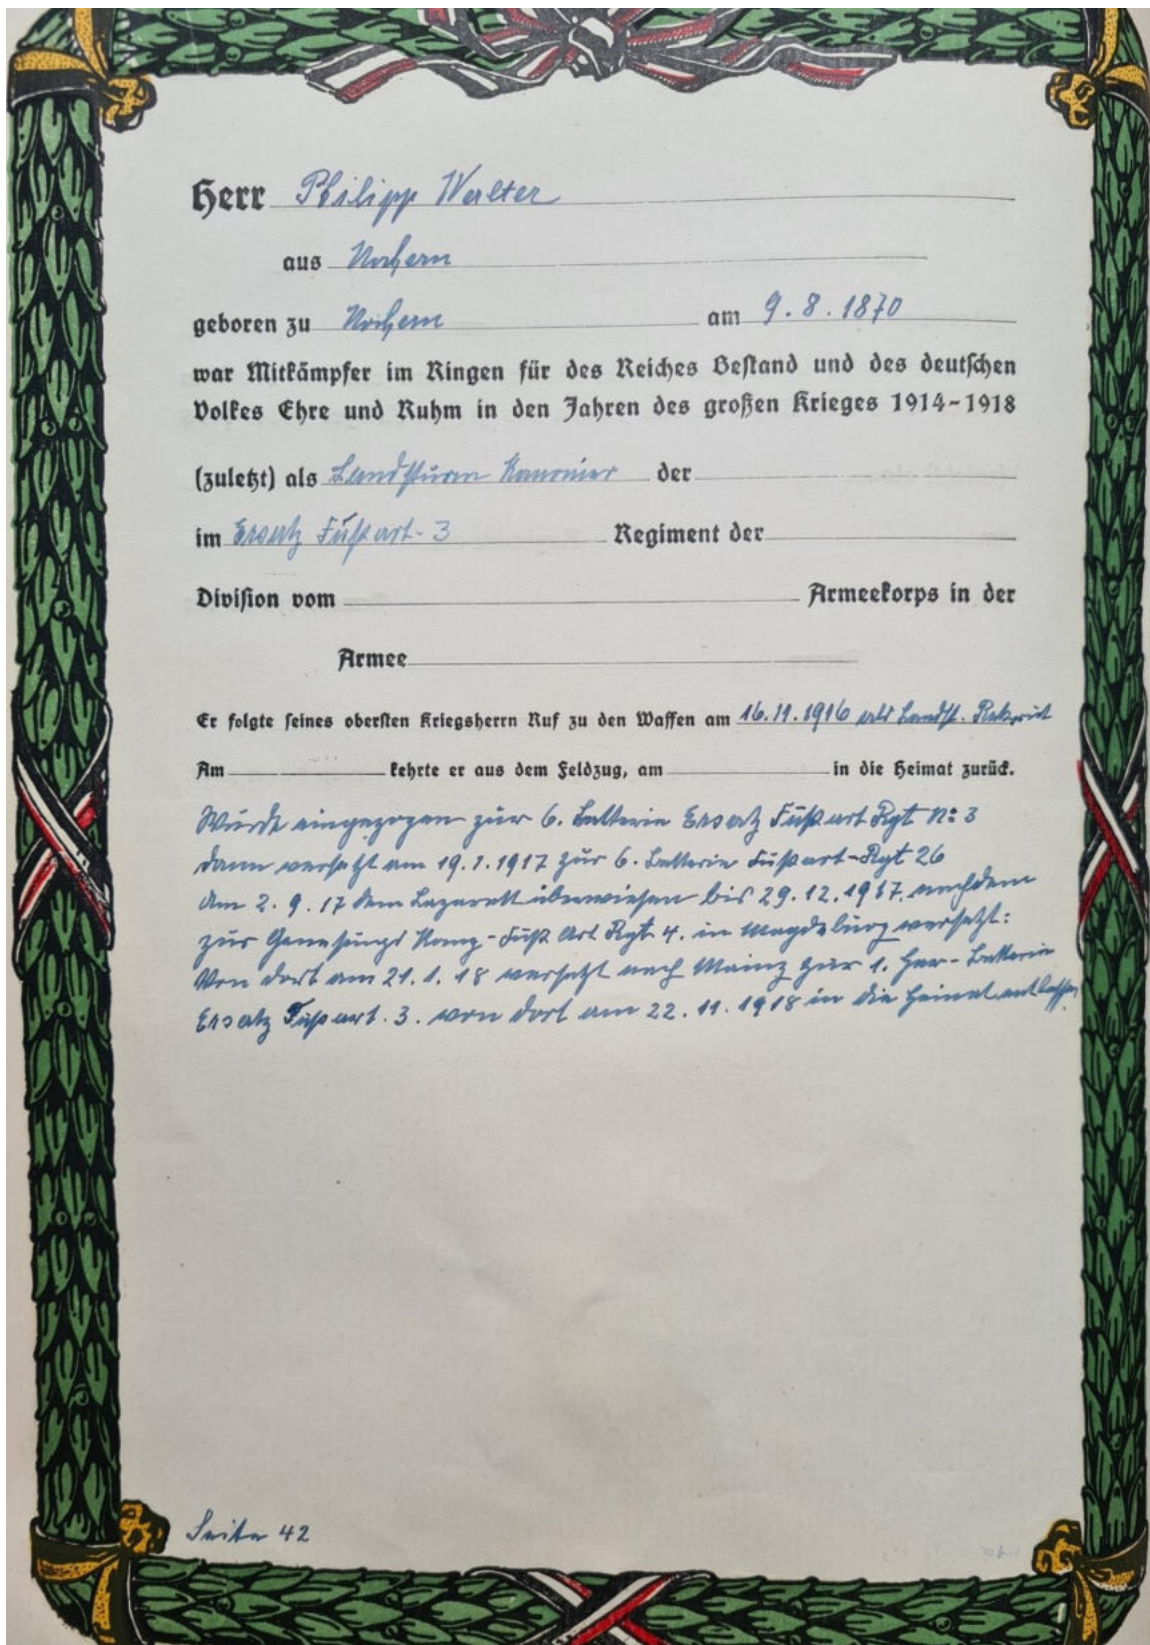 Herr Philipp Walter
aus Nochern
geboren zu Nochern am 9.8.1870
war Mitkämpfer im Ringen für des Reiches Bestand und des deutschen
Volkes Ehre und Ruhm in den Jahren des großen Krieges 1914-1918
(zuletzt) als Landsturm Kanonier der
im Ersatz Fußart. 3 Regiment der
Division vom Armeekorps in der
Armee
Er folgte seines obersten Kriegsherrn Ruf zu den Waffen am 16.11.1916 als Landst. Rekrut
Am kehrte er aus dem Feldzug, am in die Heimat zurück.
Wurde eingezogen zur 6. Batterie Ersatz Fußart Rgt No 3
dann versetzt am 19.1.1917 zur 6. Batterie Fußart-Rgt 26
Am 2.9.17 dem Lazarett überwiesen bis 29.12.1917. nachdem
zur Genesungs Komp-Fuß Art Rgt 4. in Magdeburg versetzt:
Von dort am 21.1.18 versetzt nach Mainz zur 1. Gar-Batterie
Ersatz Fußart. 3. von dort am 22.11.1918 in die Heimat entlassen.
Seite 42